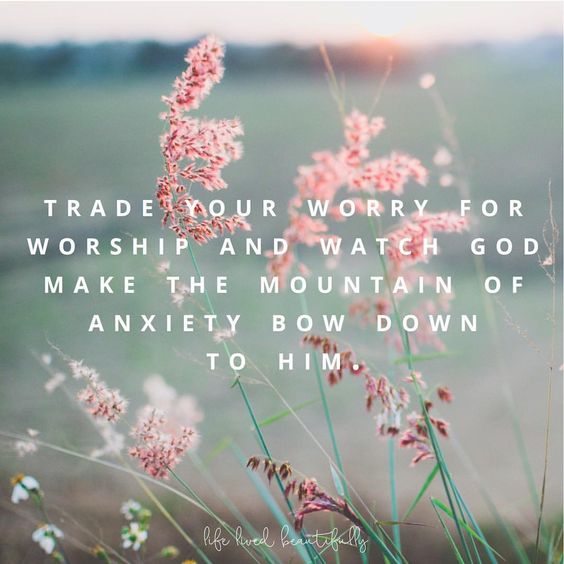 TRADE YOUR WORRY FOR
WORSHIP AND WATCH GOD
MAKE THE MOUNTAIN OF
ANXIETY BOW DOWN
TO HIM.
life lived beautifully